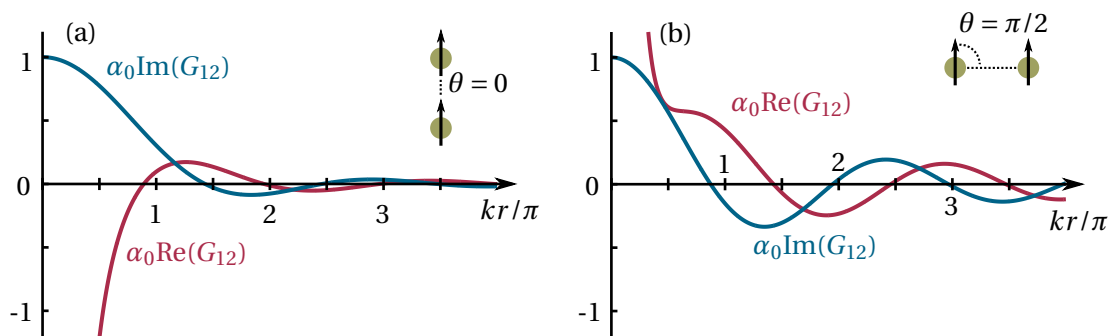 (a)
1
α₀Im(G₁₂)
θ = 0
0
1
2
3
kr/π
α₀Re(G₁₂)
-1
(b)
θ = π/2
1
α₀Re(G₁₂)
1
2
0
3
kr/π
α₀Im(G₁₂)
-1